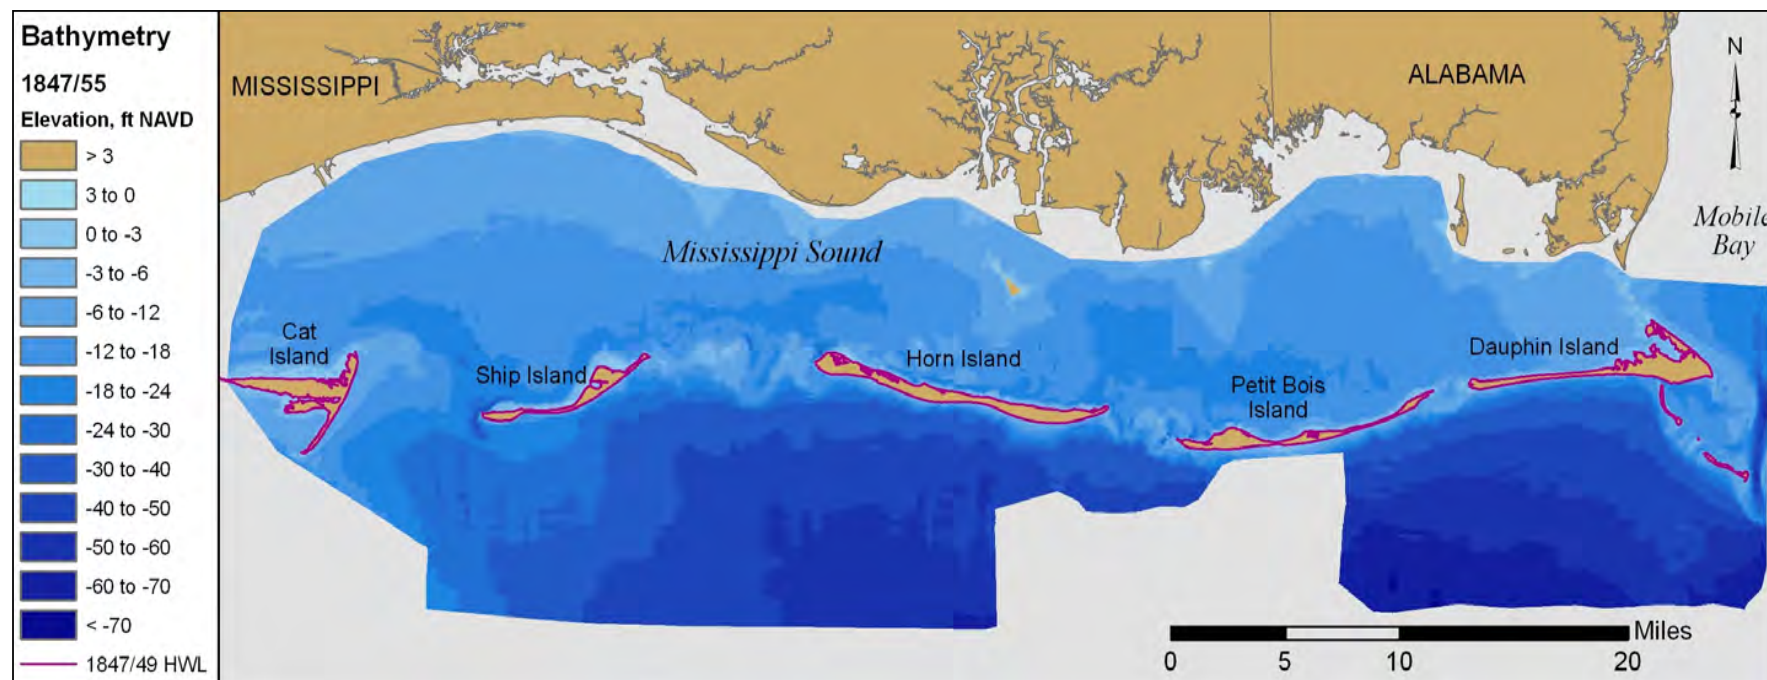 Bathymetry
1847/55
Elevation, ft NAVD
> 3
3 to 0
0 to -3
-3 to -6
-6 to -12
-12 to -18
-18 to -24
-24 to -30
-30 to -40
-40 to -50
-50 to -60
-60 to -70
< -70
1847/49 HWL
MISSISSIPPI
ALABAMA
N
Mobile
Bay
Mississippi Sound
Cat
Island
Ship Island
Horn Island
Petit Bois
Island
Dauphin Island
Miles
0 5 10 20